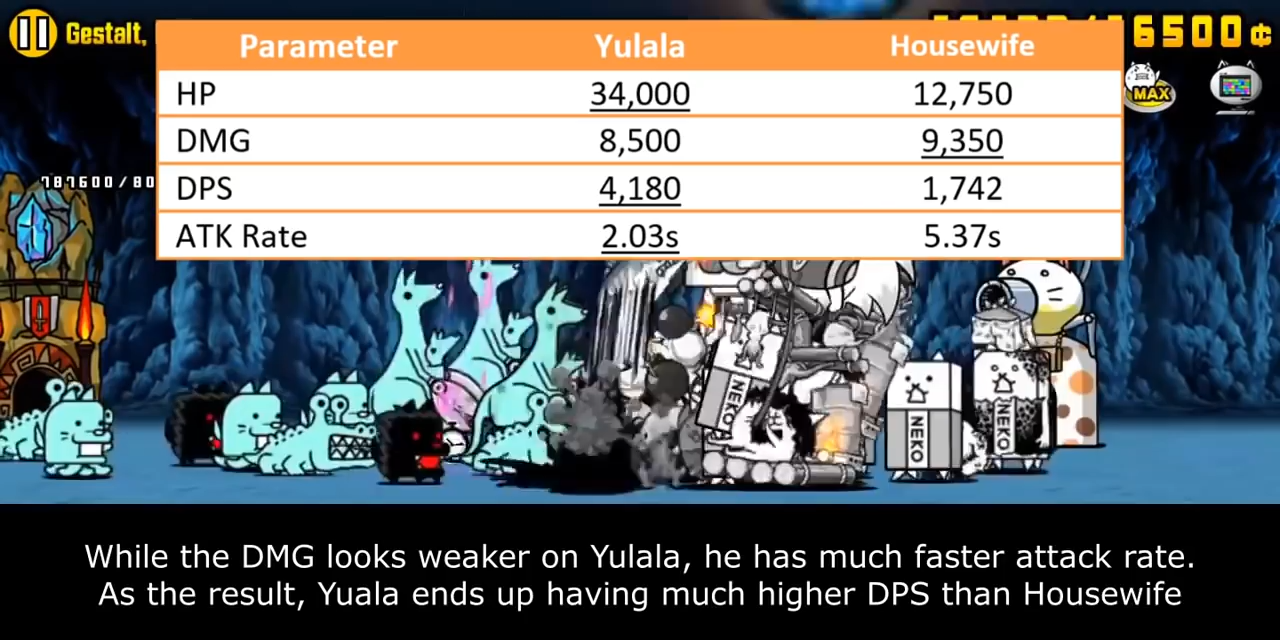 Gestalt,
6500¢
MAX
Parameter Yulala Housewife
HP 34,000 12,750
DMG 8,500 9,350
DPS 4,180 1,742
ATK Rate 2.03s 5.37s
787600/80
NEKO
NEKO
NEKO
While the DMG looks weaker on Yulala, he has much faster attack rate.
As the result, Yuala ends up having much higher DPS than Housewife